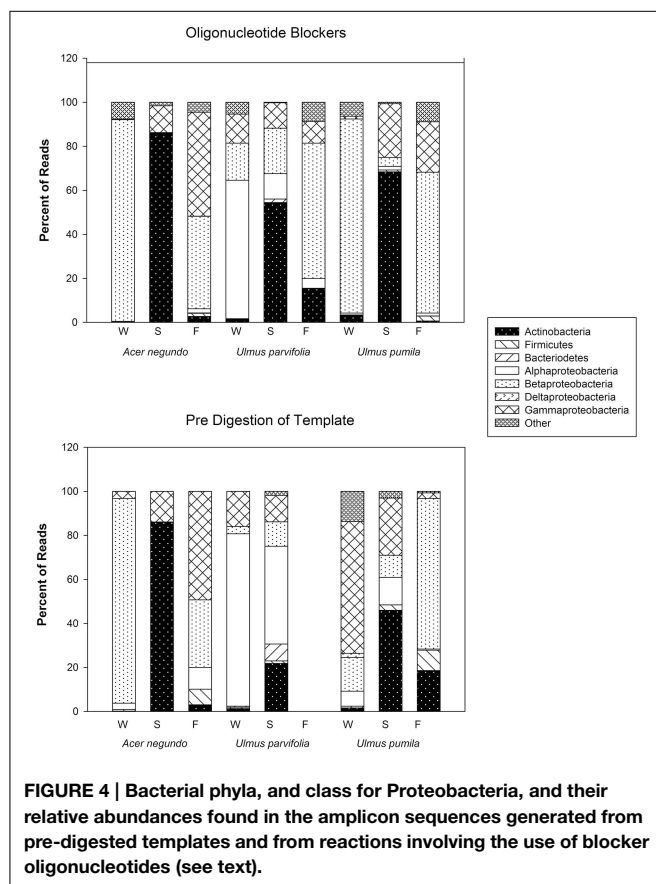 Oligonucleotide Blockers
120
100
80
60
40
20
0
Percent of Reads
W S F W S F W S F
Acer negundo Ulmus parvifolia Ulmus pumila
Actinobacteria
Firmicutes
Bacteriodetes
Alphaproteobacteria
Betaproteobacteria
Deltaproteobacteria
Gammaproteobacteria
Other
Pre Digestion of Template
120
100
80
60
40
20
0
Percent of Reads
W S F W S F W S F
Acer negundo Ulmus parvifolia Ulmus pumila
FIGURE 4 | Bacterial phyla, and class for Proteobacteria, and their
relative abundances found in the amplicon sequences generated from
pre-digested templates and from reactions involving the use of blocker
oligonucleotides (see text).